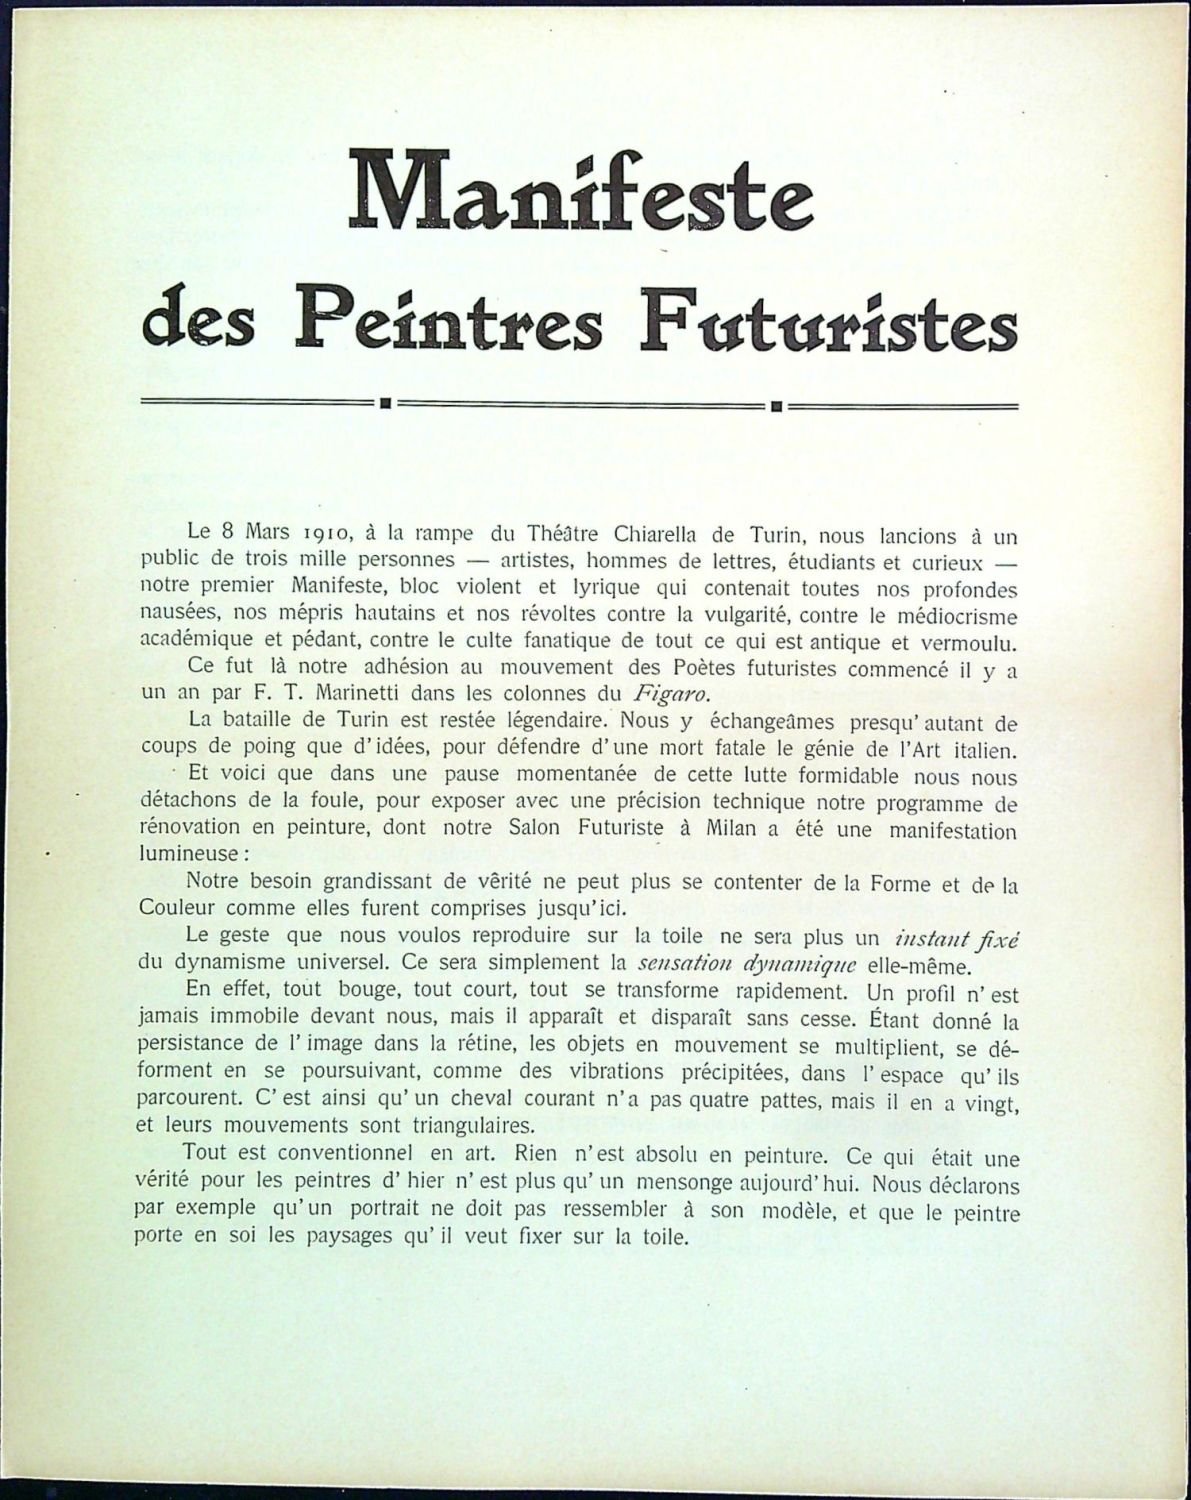 Manifeste
des Peintres Futuristes
Le 8 Mars 1910, à la rampe du Théâtre Chiarella de Turin, nous lancions à un
public de trois mille personnes — artistes, hommes de lettres, étudiants et curieux —
notre premier Manifeste, bloc violent et lyrique qui contenait toutes nos profondes
nausées, nos mépris hautains et nos révoltes contre la vulgarité, contre le médiocrisme
académique et pédant, contre le culte fanatique de tout ce qui est antique et vermoulu.
Ce fut là notre adhésion au mouvement des Poètes futuristes commencé il y a
un an par F. T. Marinetti dans les colonnes du Figaro.
La bataille de Turin est restée légendaire. Nous y échangeâmes presqu' autant de
coups de poing que d'idées, pour défendre d'une mort fatale le génie de l'Art italien.
Et voici que dans une pause momentanée de cette lutte formidable nous nous
détachons de la foule, pour exposer avec une précision technique notre programme de
rénovation en peinture, dont notre Salon Futuriste à Milan a été une manifestation
lumineuse :
Notre besoin grandissant de vêrité ne peut plus se contenter de la Forme et de la
Couleur comme elles furent comprises jusqu'ici.
Le geste que nous voulos reproduire sur la toile ne sera plus un instant fixé
du dynamisme universel. Ce sera simplement la sensation dynamique elle-même.
En effet, tout bouge, tout court, tout se transforme rapidement. Un profil n' est
jamais immobile devant nous, mais il apparaît et disparaît sans cesse. Étant donné la
persistance de l' image dans la rétine, les objets en mouvement se multiplient, se dé-
forment en se poursuivant, comme des vibrations précipitées, dans l' espace qu' ils
parcourent. C' est ainsi qu' un cheval courant n'a pas quatre pattes, mais il en a vingt,
et leurs mouvements sont triangulaires.
Tout est conventionnel en art. Rien n'est absolu en peinture. Ce qui était une
vérité pour les peintres d' hier n' est plus qu' un mensonge aujourd' hui. Nous déclarons
par exemple qu' un portrait ne doit pas ressembler à son modèle, et que le peintre
porte en soi les paysages qu' il veut fixer sur la toile.